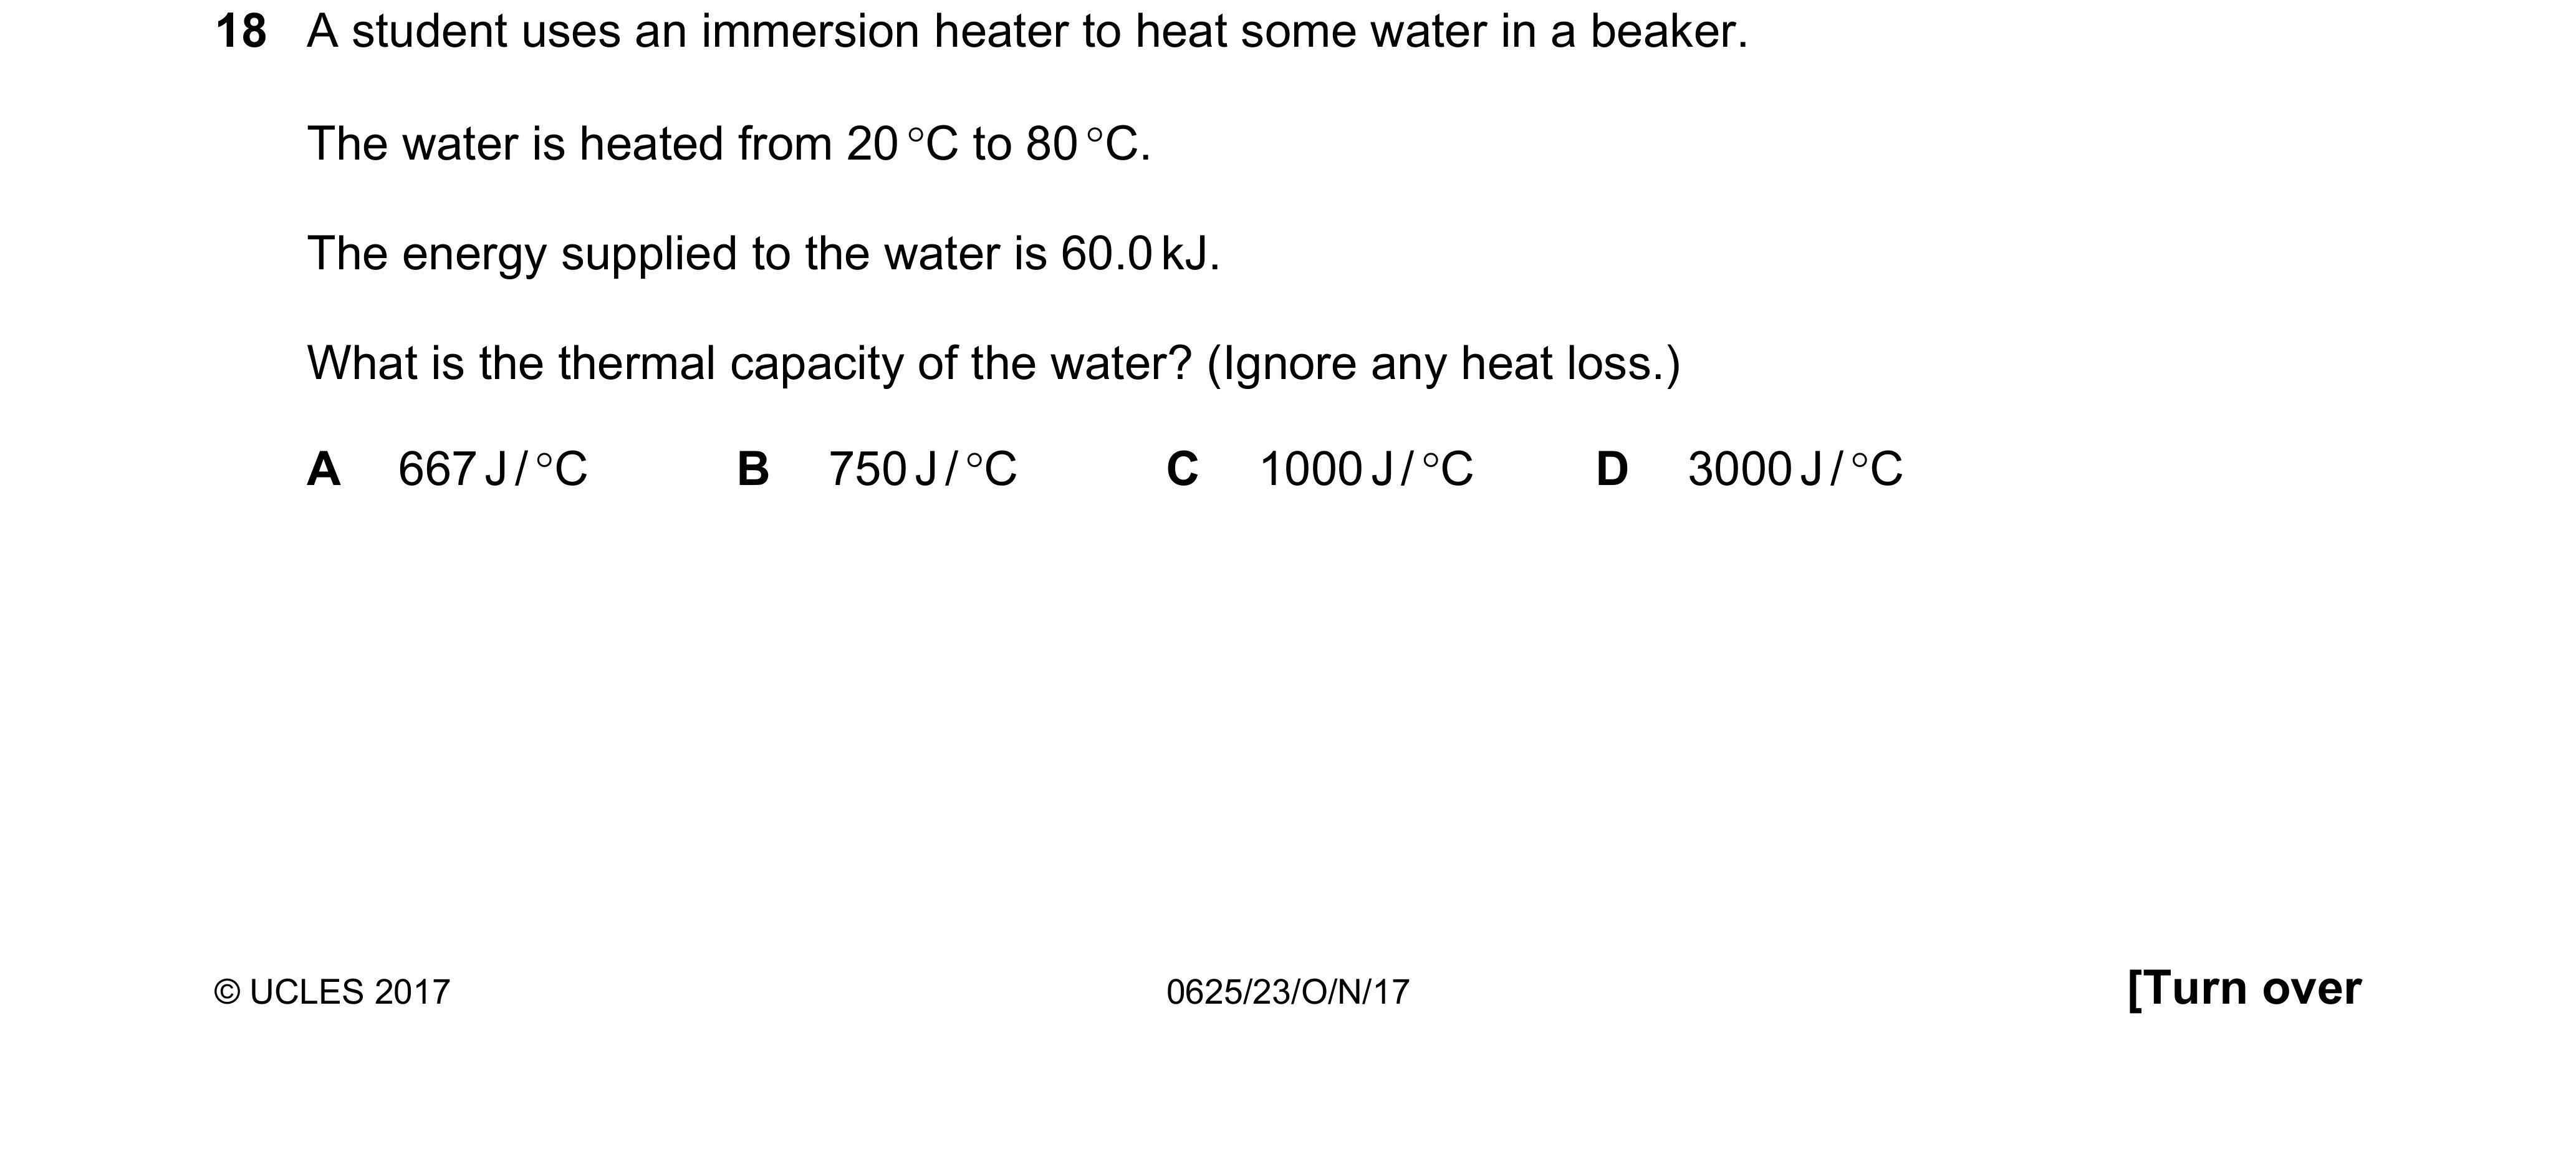 18 A student uses an immersion heater to heat some water in a beaker.
The water is heated from 20 °C to 80 °C.
The energy supplied to the water is 60.0 kJ.
What is the thermal capacity of the water? (Ignore any heat loss.)
A 667 J / °C B 750 J / °C C 1000 J / °C D 3000 J / °C
© UCLES 2017 0625/23/O/N/17 [Turn over